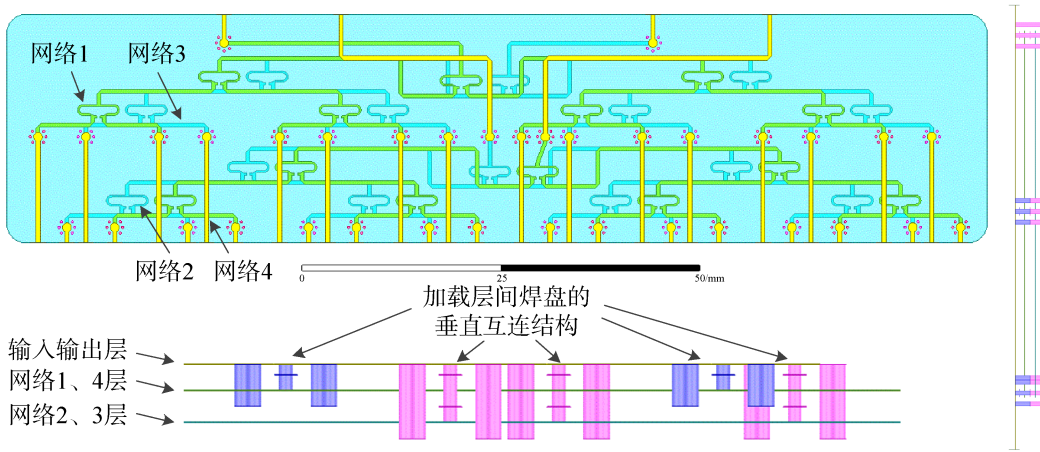 网络1
网络3
网络2
网络4
0
25
50/mm
加载层间焊盘的
垂直互连结构
输入输出层
网络1、4层
网络2、3层